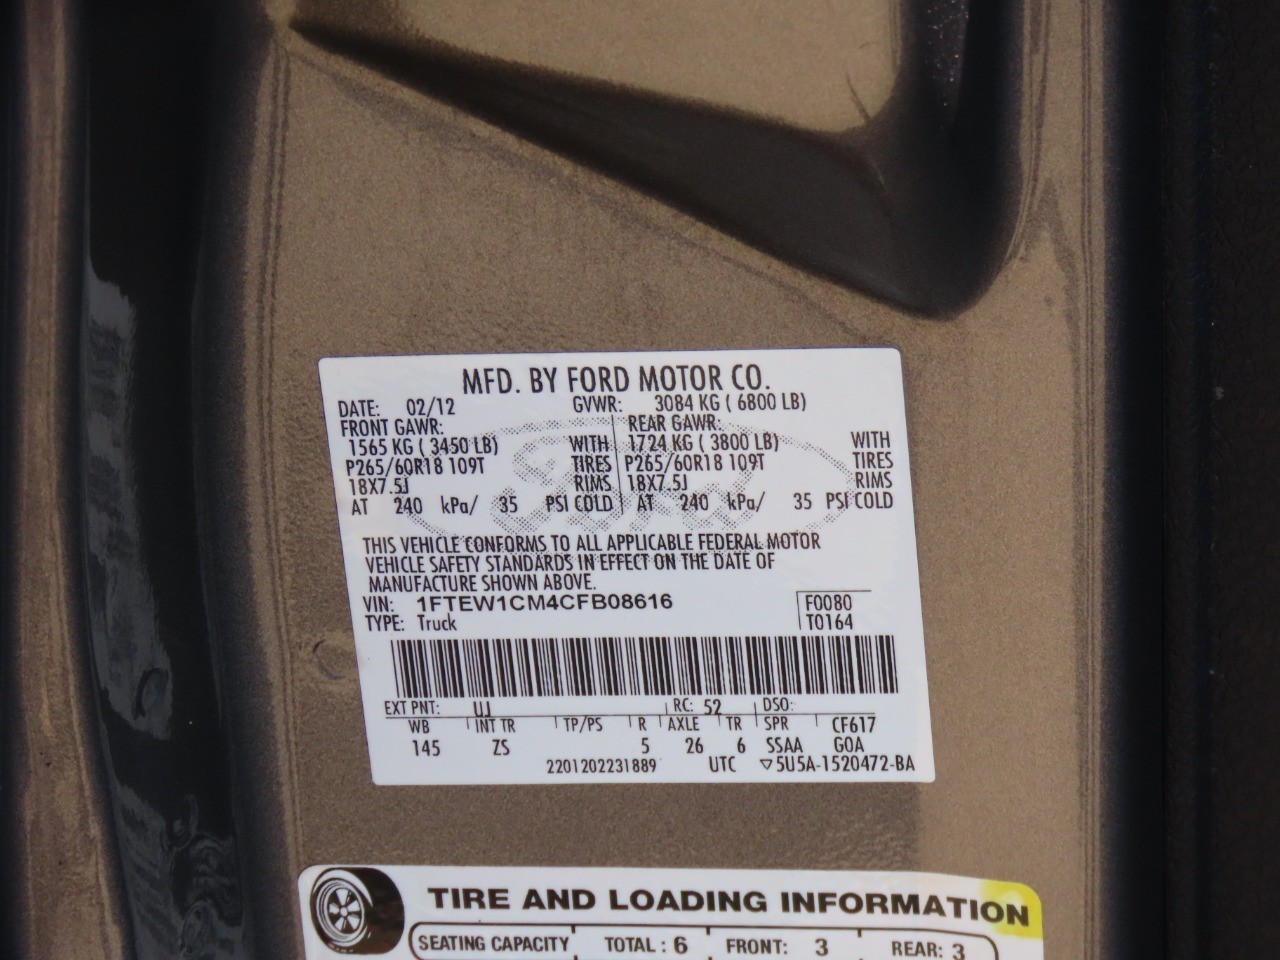 MFD. BY FORD MOTOR CO.
DATE: 02/12 GVWR: 3084 KG ( 6800 LB)
FRONT GAWR: REAR GAWR:
1565 KG ( 3450 LB) WITH 1724 KG ( 3800 LB) WITH
P265/60R18 109T TIRES P265/60R18 109T TIRES
18X7.5J RIMS 18X7.5J RIMS
AT 240 kPa/ 35 PSI COLD AT 240 kPa/ 35 PSI COLD
Ford
THIS VEHICLE CONFORMS TO ALL APPLICABLE FEDERAL MOTOR
VEHICLE SAFETY STANDARDS IN EFFECT ON THE DATE OF
MANUFACTURE SHOWN ABOVE.
VIN: 1FTEW1CM4CFB08616 F0080
TYPE: Truck T0164
EXT PNT: UJ RC: 52 DSO:
WB INT TR TP/PS R AXLE TR SPR CF617
145 ZS 5 26 6 SSAA GOA
2201202231889 UTC ▽5U5A-1520472-BA
TIRE AND LOADING INFORMATION
SEATING CAPACITY TOTAL : 6 FRONT: 3 REAR: 3